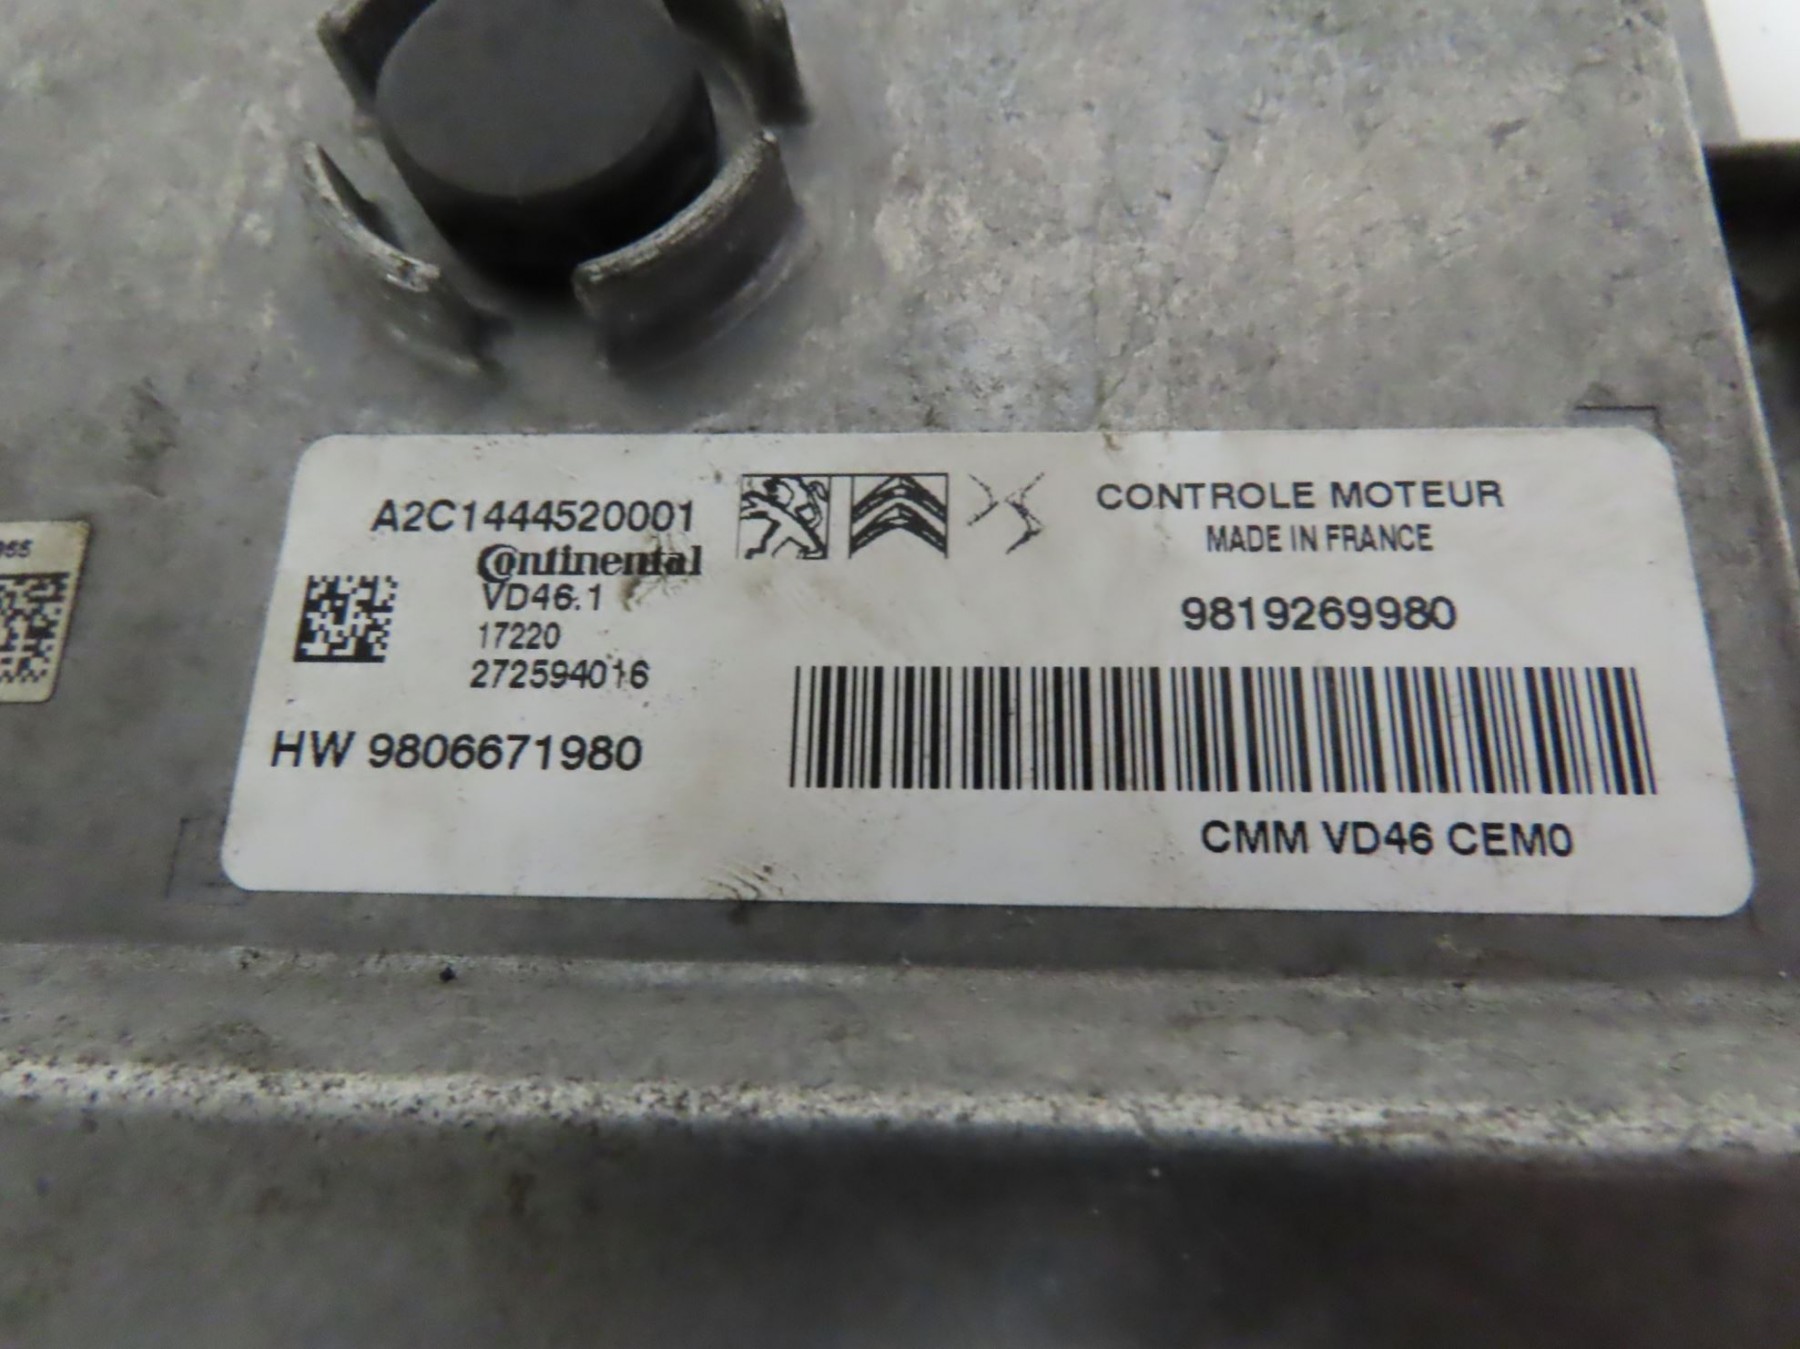 A2C1444520001
Continental
VD46.1
17220
272594016
HW 9806671980
CONTROLE MOTEUR
MADE IN FRANCE
9819269980
CMM VD46 CEM0